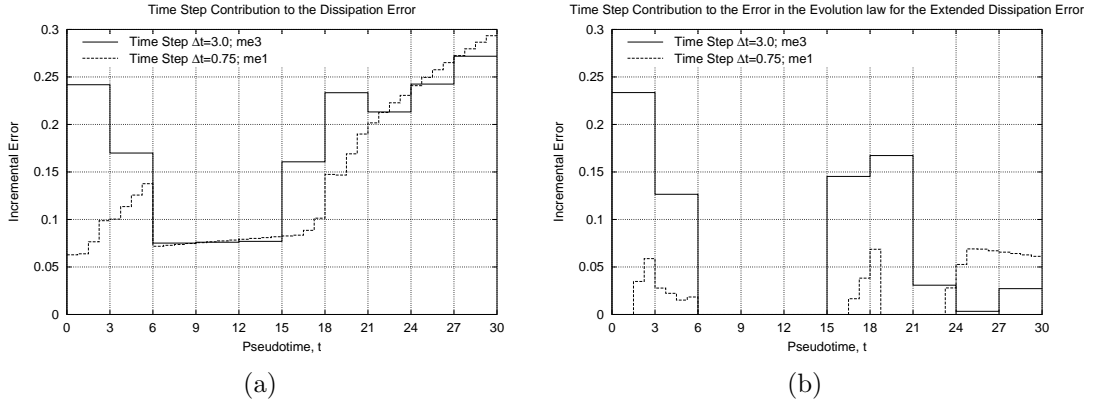 Time Step Contribution to the Dissipation Error
0.3
0.25
0.2
0.15
0.1
0.05
0
Incremental Error
Time Step Δt=3.0; me3
Time Step Δt=0.75; me1
0 3 6 9 12 15 18 21 24 27 30
Pseudotime, t
(a)
Time Step Contribution to the Error in the Evolution law for the Extended Dissipation Error
0.3
0.25
0.2
0.15
0.1
0.05
0
Incremental Error
Time Step Δt=3.0; me3
Time Step Δt=0.75; me1
0 3 6 9 12 15 18 21 24 27 30
Pseudotime, t
(b)